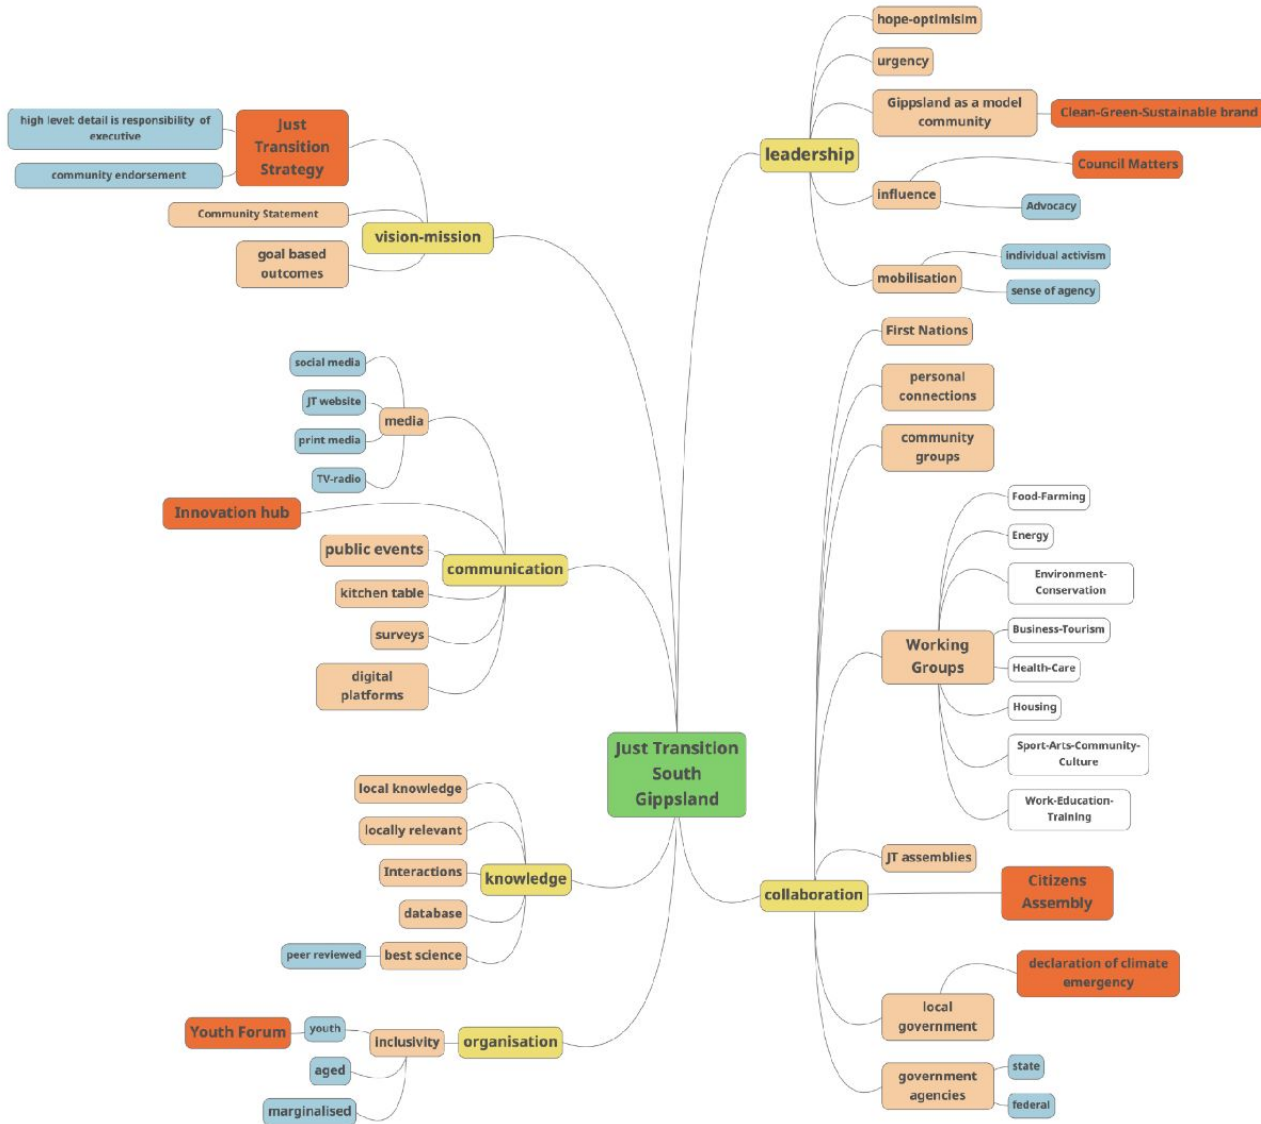 hope-optimisim
urgency
Gippsland as a model
community
Clean-Green-Sustainable brand
leadership
Council Matters
influence
Advocacy
individual activism
mobilisation
sense of agency
high level: detail is responsibility of
executive
community endorsement
Just
Transition
Strategy
Community Statement
vision-mission
goal based
outcomes
social media
JT website
media
print media
TV-radio
Innovation hub
public events
communication
kitchen table
surveys
digital
platforms
First Nations
personal
connections
community
groups
Food-Farming
Energy
Environment-
Conservation
Working
Groups
Business-Tourism
Health-Care
Housing
Sport-Arts-Community-
Culture
Work-Education-
Training
Just Transition
South
Gippsland
local knowledge
locally relevant
Interactions
knowledge
database
peer reviewed
best science
JT assemblies
collaboration
Citizens
Assembly
declaration of climate
emergency
local
government
government
agencies
state
federal
Youth Forum
youth
inclusivity
organisation
aged
marginalised